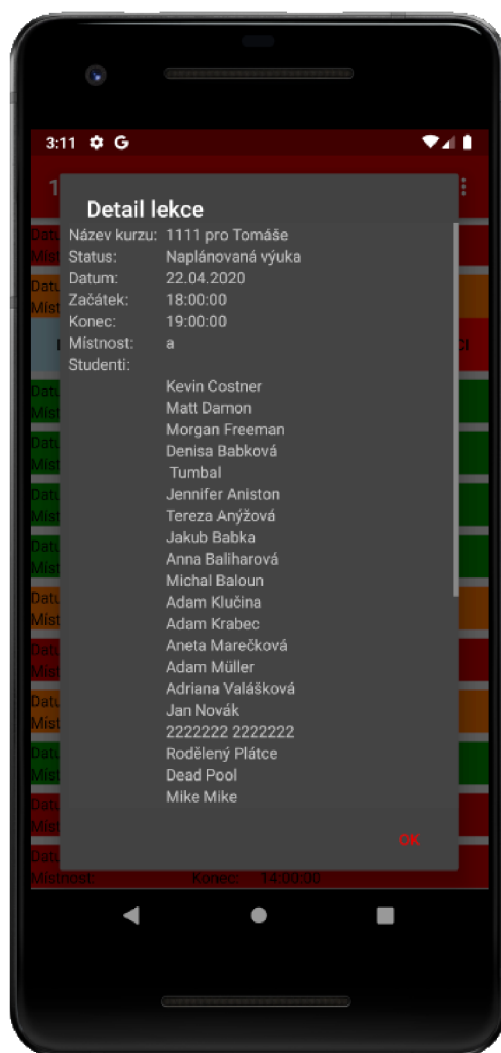 3:11
1
Detail lekce
Název kurzu: 1111 pro Tomáše
Status: Naplánovaná výuka
Datum: 22.04.2020
Začátek: 18:00:00
Konec: 19:00:00
Místnost: a
Studenti:
Kevin Costner
Matt Damon
Morgan Freeman
Denisa Babková
Tumbal
Jennifer Aniston
Tereza Anýžová
Jakub Babka
Anna Baliharová
Michal Baloun
Adam Klučina
Adam Krabec
Aneta Marečková
Adam Müller
Adriana Valášková
Jan Novák
2222222 2222222
Rodělený Plátce
Dead Pool
Mike Mike
OK
Místnost: Konec: 14:00:00